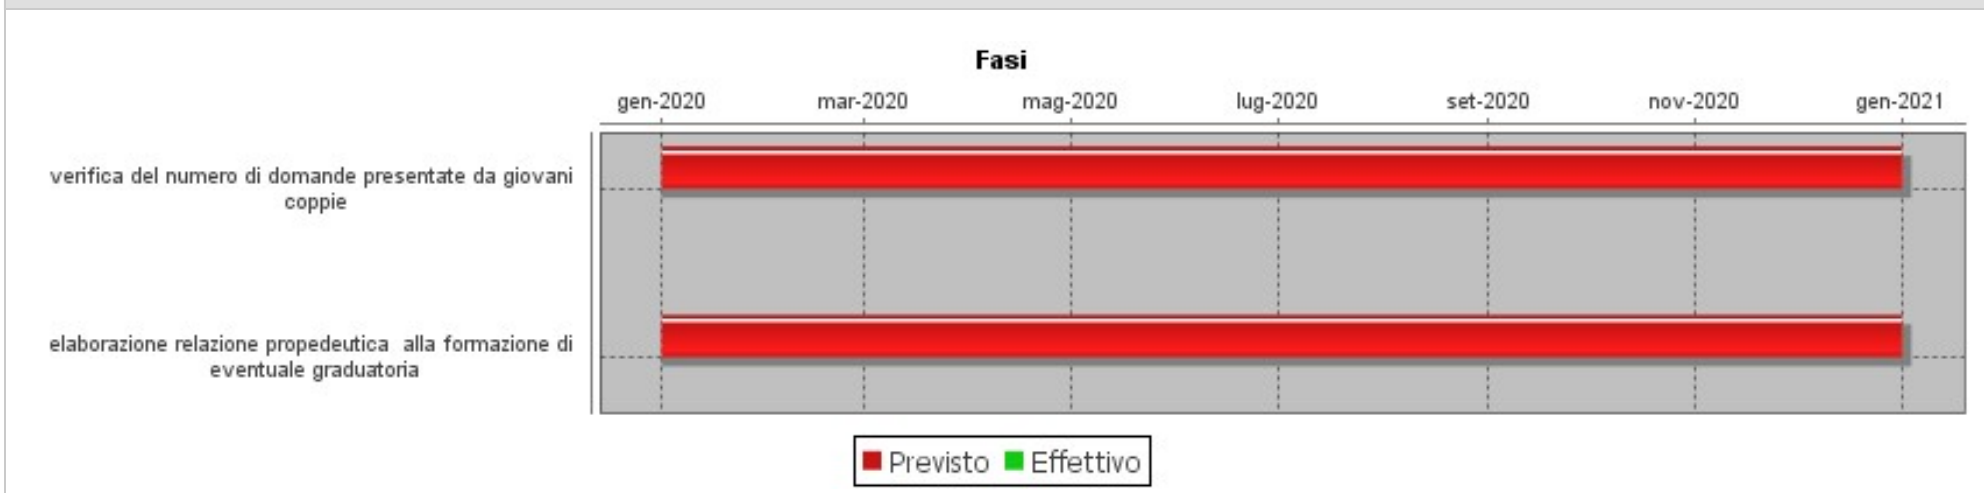 Fasi
gen-2020 mar-2020 mag-2020 lug-2020 set-2020 nov-2020 gen-2021
verifica del numero di domande presentate da giovani
coppie
elaborazione relazione propedeutica  alla formazione di
eventuale graduatoria
Previsto Effettivo